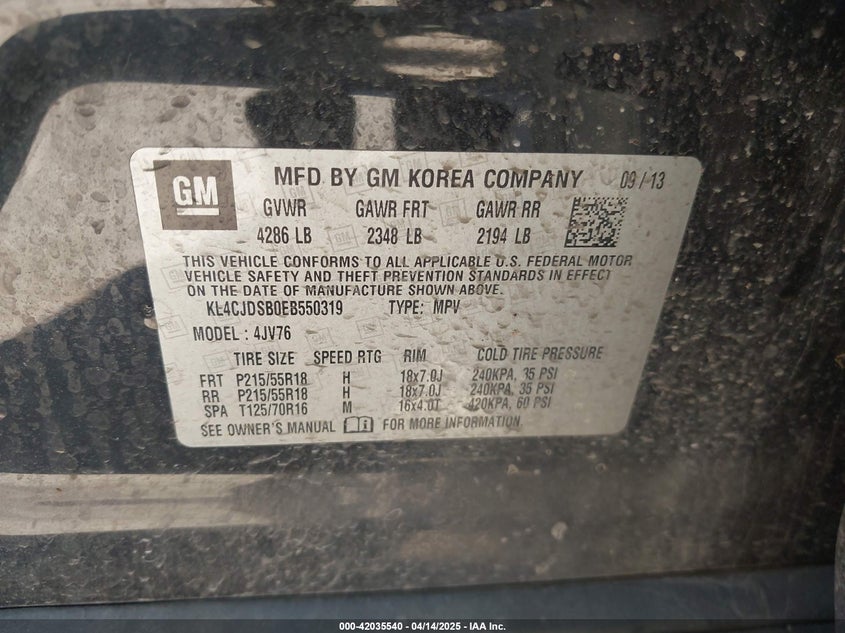 GM
MFD BY GM KOREA COMPANY 09/13
GVWR GAWR FRT GAWR RR
4286 LB 2348 LB 2194 LB
THIS VEHICLE CONFORMS TO ALL APPLICABLE U.S. FEDERAL MOTOR
VEHICLE SAFETY AND THEFT PREVENTION STANDARDS IN EFFECT
ON THE DATE OF MANUFACTURE SHOWN ABOVE.
KL4CJDSB0EB550319 TYPE: MPV
MODEL : 4JV76
TIRE SIZE SPEED RTG RIM COLD TIRE PRESSURE
FRT P215/55R18 H 18x7.0J 240KPA, 35 PSI
RR P215/55R18 H 18x7.0J 240KPA, 35 PSI
SPA T125/70R16 M 16x4.0T 420KPA, 60 PSI
SEE OWNER'S MANUAL FOR MORE INFORMATION
000-42035540 - 04/14/2025 - IAA Inc.